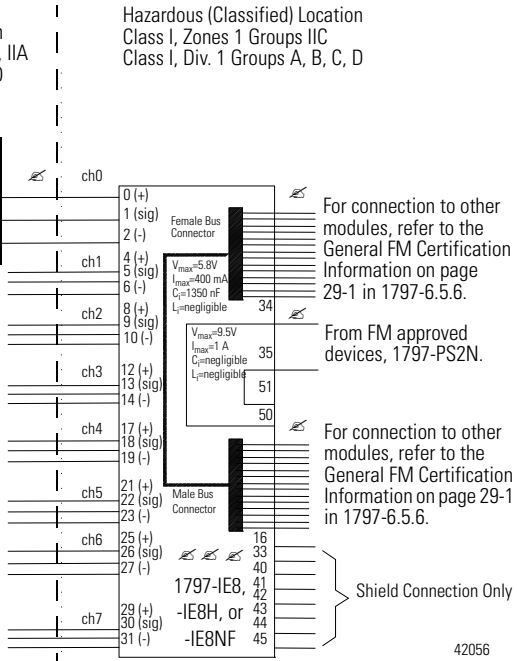 Hazardous (Classified) Location
Class I, Zones 1 Groups IIC
Class I, Div. 1 Groups A, B, C, D
IIA
ch0
0 (+)
1 (sig)
2 (-)
ch1
4 (+)
5 (sig)
6 (-)
ch2
8 (+)
9 (sig)
10 (-)
ch3
12 (+)
13 (sig)
14 (-)
ch4
17 (+)
18 (sig)
19 (-)
ch5
21 (+)
22 (sig)
23 (-)
ch6
25 (+)
26 (sig)
27 (-)
ch7
29 (+)
30 (sig)
31 (-)
Female Bus
Connector
Vmax=5.8V
Imax=400 mA
Ci=1350 nF
Li=negligible
34
Vmax=9.5V
Imax=1 A
Ci=negligible
Li=negligible
35
51
50
Male Bus
Connector
16
33
40
41
42
43
44
45
1797-IE8,
-IE8H, or
-IE8NF
For connection to other
modules, refer to the
General FM Certification
Information on page
29-1 in 1797-6.5.6.
From FM approved
devices, 1797-PS2N.
For connection to other
modules, refer to the
General FM Certification
Information on page 29-1
in 1797-6.5.6.
Shield Connection Only
42056